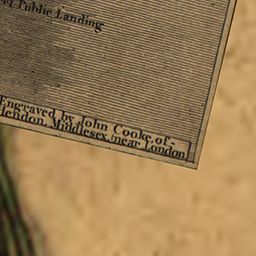 Public Landing
Engraved by John Cooke of -
Hendon, Middlesex, near London